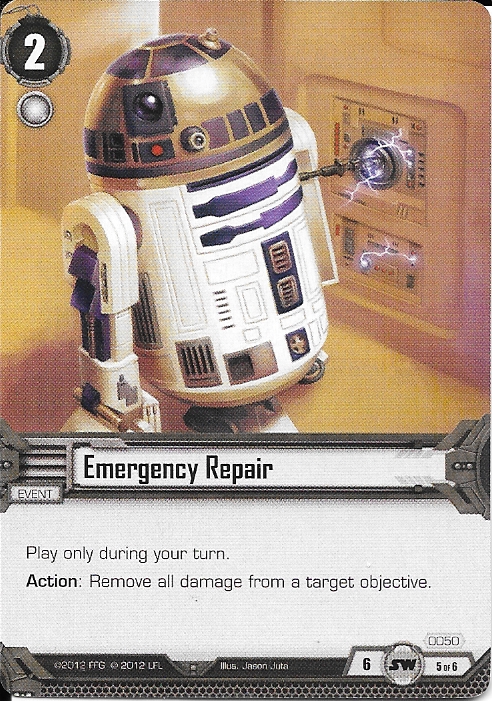 2
Emergency Repair
EVENT
Play only during your turn.
Action: Remove all damage from a target objective.
0050
©2012 FFG © 2012 LFL Illus. Jason Juta 6 SW 5 OF 6